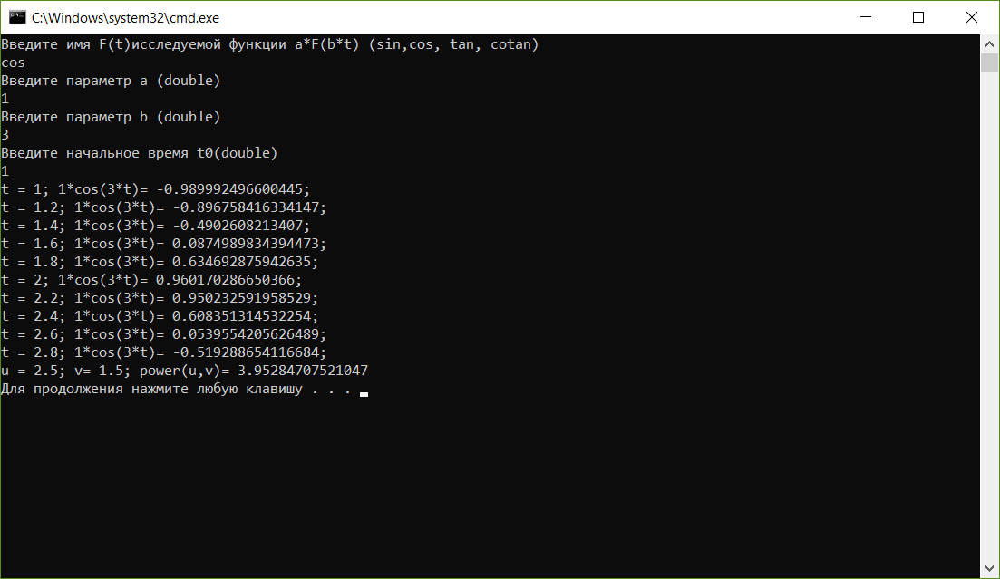 C:\Windows\system32\cmd.exe
Введите имя F(t)исследуемой функции a*F(b*t) (sin,cos, tan, cotan)
cos
Введите параметр a (double)
1
Введите параметр b (double)
3
Введите начальное время t0(double)
1
t = 1; 1*cos(3*t)= -0.989992496600445;
t = 1.2; 1*cos(3*t)= -0.896758416334147;
t = 1.4; 1*cos(3*t)= -0.4902608213407;
t = 1.6; 1*cos(3*t)= 0.0874989834394473;
t = 1.8; 1*cos(3*t)= 0.634692875942635;
t = 2; 1*cos(3*t)= 0.960170286650366;
t = 2.2; 1*cos(3*t)= 0.950232591958529;
t = 2.4; 1*cos(3*t)= 0.608351314532254;
t = 2.6; 1*cos(3*t)= 0.0539554205626489;
t = 2.8; 1*cos(3*t)= -0.519288654116684;
u = 2.5; v= 1.5; power(u,v)= 3.95284707521047
Для продолжения нажмите любую клавишу . . .